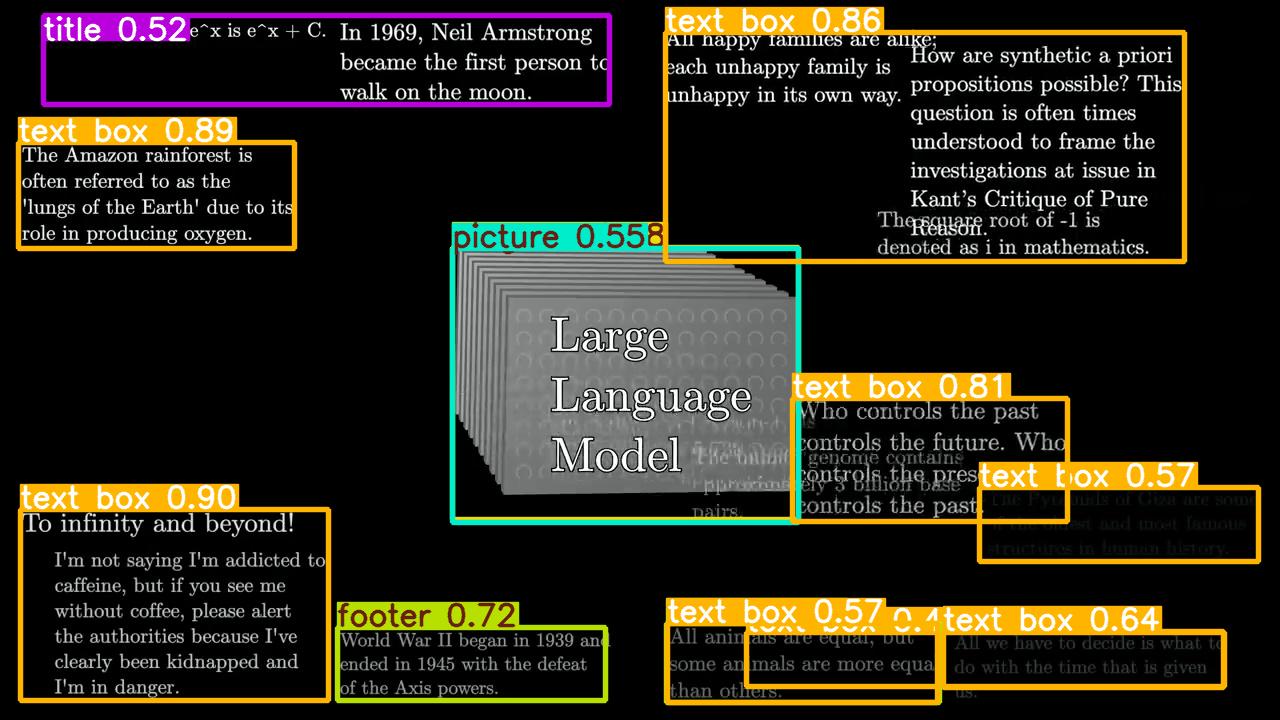 title 0.52
e^x is e^x + C.
In 1969, Neil Armstrong
became the first person to
walk on the moon.
text box 0.86
All happy families are alike;
each unhappy family is
unhappy in its own way.
How are synthetic a priori
propositions possible? This
question is often times
understood to frame the
investigations at issue in
Kant's Critique of Pure
Reason.
The square root of -1 is
denoted as i in mathematics.
text box 0.89
The Amazon rainforest is
often referred to as the
'lungs of the Earth' due to its
role in producing oxygen.
picture 0.558
Large
Language
Model
The human genome contains
approximately 3 billion base
pairs.
text box 0.81
Who controls the past
controls the future. Who
controls the pres
controls the past.
text box 0.57
The Pyramids of Giza are some
of the oldest and most famous
structures in human history.
text box 0.90
To infinity and beyond!
I'm not saying I'm addicted to
caffeine, but if you see me
without coffee, please alert
the authorities because I've
clearly been kidnapped and
I'm in danger.
footer 0.72
World War II began in 1939 and
ended in 1945 with the defeat
of the Axis powers.
text box 0.57
All animals are equal, but
some animals are more equa
than others.
text box 0.64
All we have to decide is what to
do with the time that is given
us.